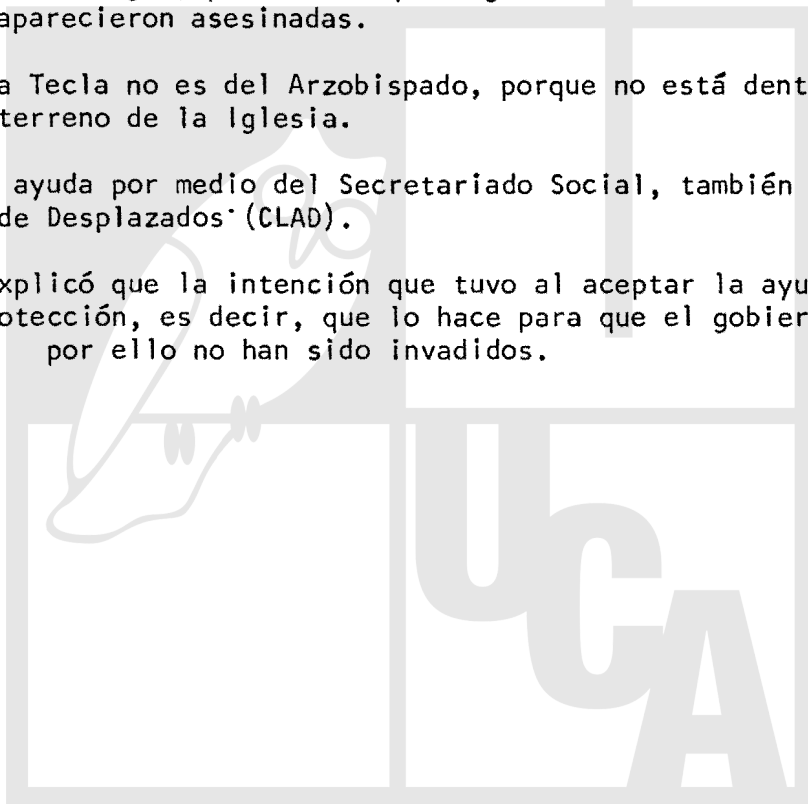 aparecieron asesinadas.
a Tecla no es del Arzobispado, porque no está dent
terreno de la Iglesia.
ayuda por medio del Secretariado Social, también
de Desplazados (CLAD).
xplicó que la intención que tuvo al aceptar la ayu
otección, es decir, que lo hace para que el gobier
por ello no han sido invadidos.
UCA